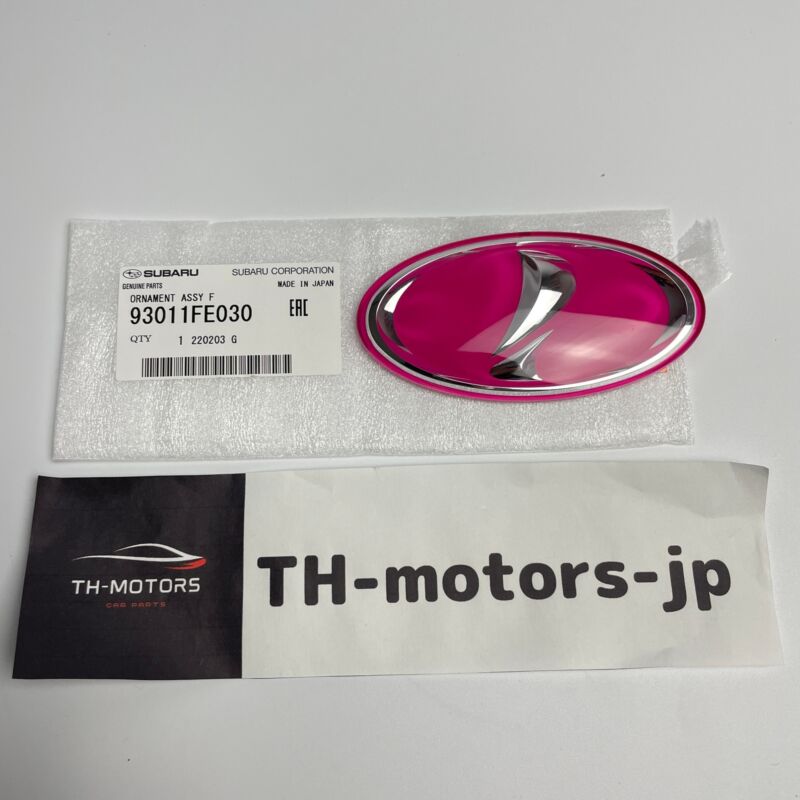 SUBARU SUBARU CORPORATION
GENUINE PARTS MADE IN JAPAN
ORNAMENT ASSY F
93011FE030 EAC
QTY 1 220203 G
TH-MOTORS
CAR PARTS
TH-motors-jp